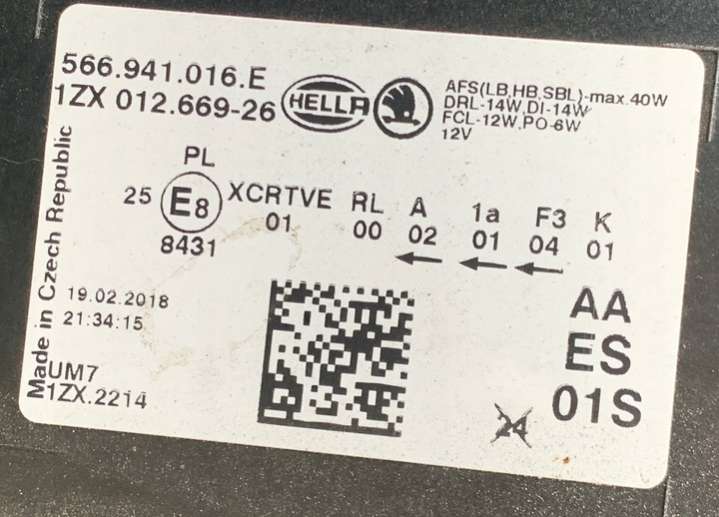 566.941.016.E
1ZX 012.669-26
HELLA
AFS(LB,HB,SBL)-max.40W
DRL-14W,DI-14W
FCL-12W,PO-6W
12V
Made in Czech Republic
PL
25 E8 XCRTVE RL A 1a F3 K
8431 01 00 02 01 04 01
19.02.2018
21:34:15
UM7
1ZX.2214
AA
ES
01S
24